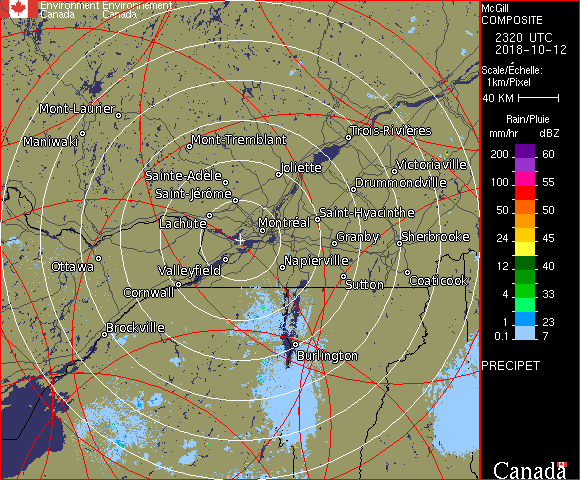 Environment Environnement
Canada Canada
McGill
COMPOSITE
2320 UTC
2018-10-12
Scale/Échelle:
1km/Pixel
40 KM
Rain/Pluie
mm/hr dBZ
200 60
155
100 55
50 50
24 45
12 40
4 33
1 23
0.1 7
PRECIPET
Canada
Mont-Laurier
Maniwaki
Mont-Tremblant
Trois-Rivières
Joliette
Victoriaville
Sainte-Adèle
Drummondville
Saint-Jérôme
Saint-Hyacinthe
Lachute
Montréal
Granby
Sherbrooke
Ottawa
Valleyfield
Napierville
Cornwall
Sutton
Coaticook
Brockville
Burlington